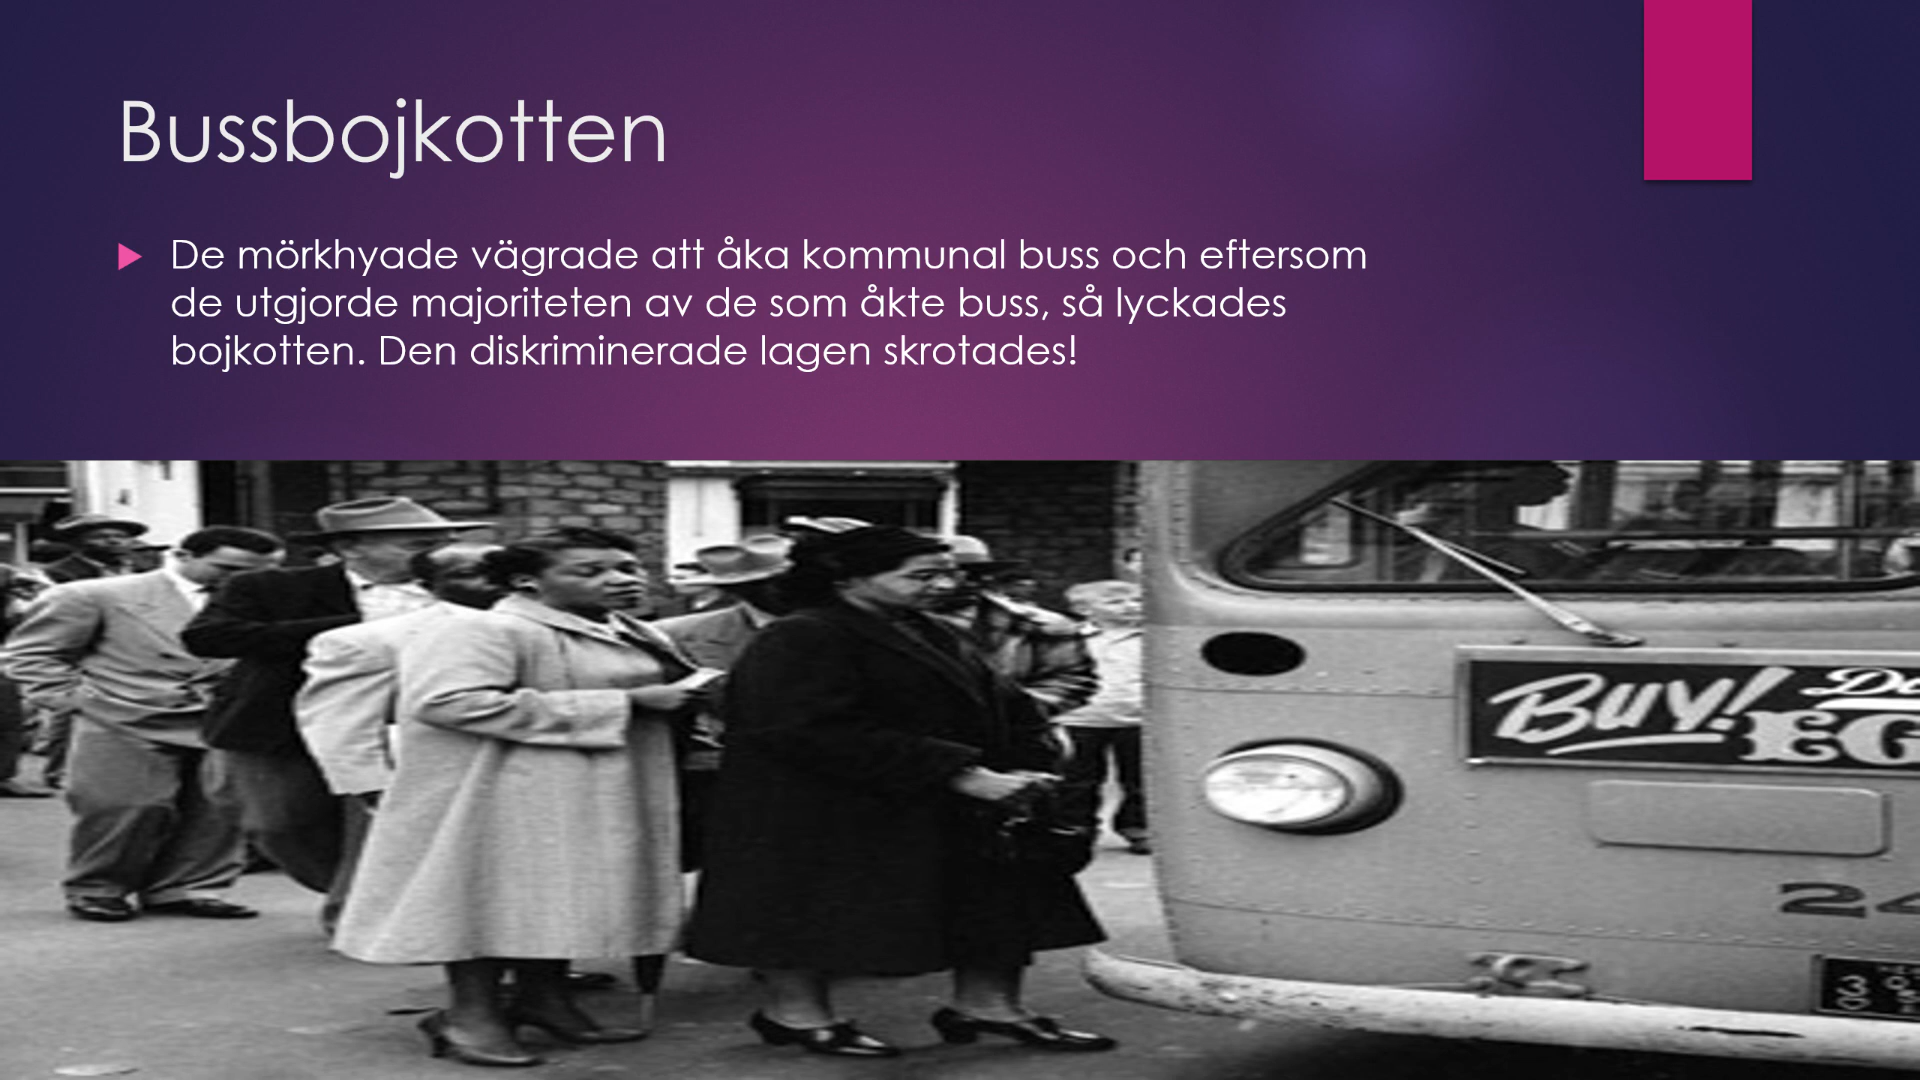 Bussbojkotten
De mörkhyade vägrade att åka kommunal buss och eftersom
de utgjorde majoriteten av de som åkte buss, så lyckades
bojkotten. Den diskriminerade lagen skrotades!
Buy!
EG
24